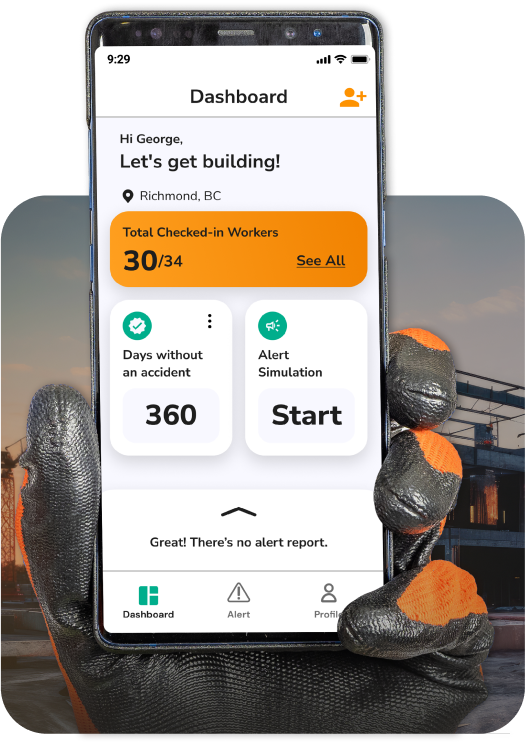 9:29
Dashboard
Hi George,
Let's get building!
Richmond, BC
Total Checked-in Workers
30/34
See All
Days without
an accident
360
Alert
Simulation
Start
Great! There's no alert report.
Dashboard
Alert
Profile